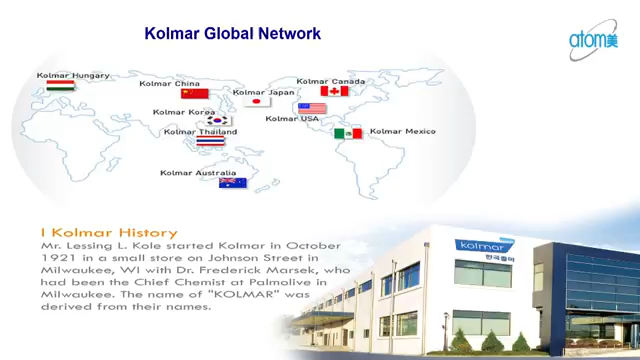 Kolmar Global Network
atom美
Kolmar Hungary
Kolmar China
Kolmar Japan
Kolmar Canada
Kolmar Korea
Kolmar USA
Kolmar Thailand
Kolmar Mexico
Kolmar Australia
I Kolmar History
Mr. Lessing L. Kole started Kolmar in October
1921 in a small store on Johnson Street in
Milwaukee, WI with Dr. Frederick Marsek, who
had been the Chief Chemist at Palmolive in
Milwaukee. The name of "KOLMAR" was
derived from their names.
kolmar
한국콜마